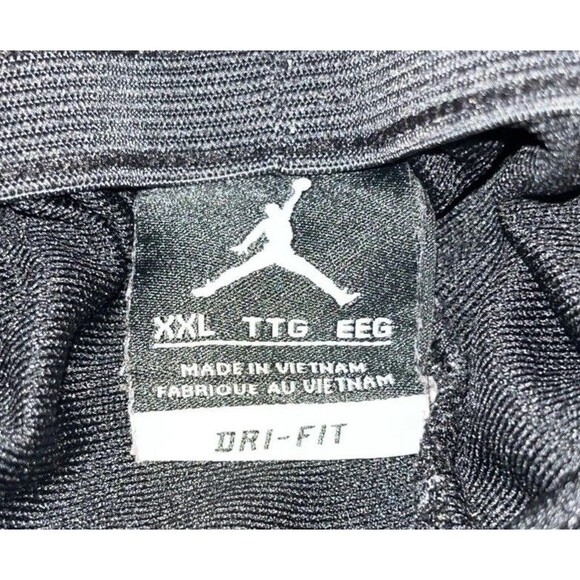 XXL TTG EEG
MADE IN VIETNAM
FABRIQUE AU VIETNAM
DRI-FIT